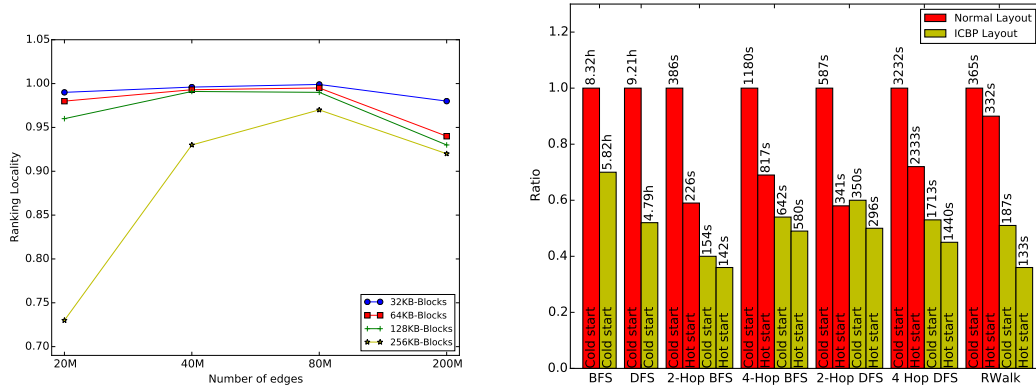 1.05
1.00
0.95
0.90
0.85
0.80
0.75
0.70
Ranking Locality
20M
40M
80M
200M
Number of edges
32KB-Blocks
64KB-Blocks
128KB-Blocks
256KB-Blocks
Normal Layout
ICBP Layout
1.2
1.0
0.8
0.6
0.4
0.2
0.0
Ratio
8.32h
5.82h
9.21h
4.79h
386s
226s
154s
142s
1180s
817s
642s
580s
587s
341s
350s
296s
3232s
2333s
1713s
1440s
365s
332s
187s
133s
Cold start
Cold start
Cold start
Cold start
Cold start
Hot start
Cold start
Hot start
Cold start
Hot start
Cold start
Hot start
Cold start
Hot start
Cold start
Hot start
Cold start
Hot start
Cold start
Hot start
Cold start
Hot start
Cold start
Hot start
BFS
DFS
2-Hop BFS
4-Hop BFS
2-Hop DFS
4 Hop DFS
RWalk